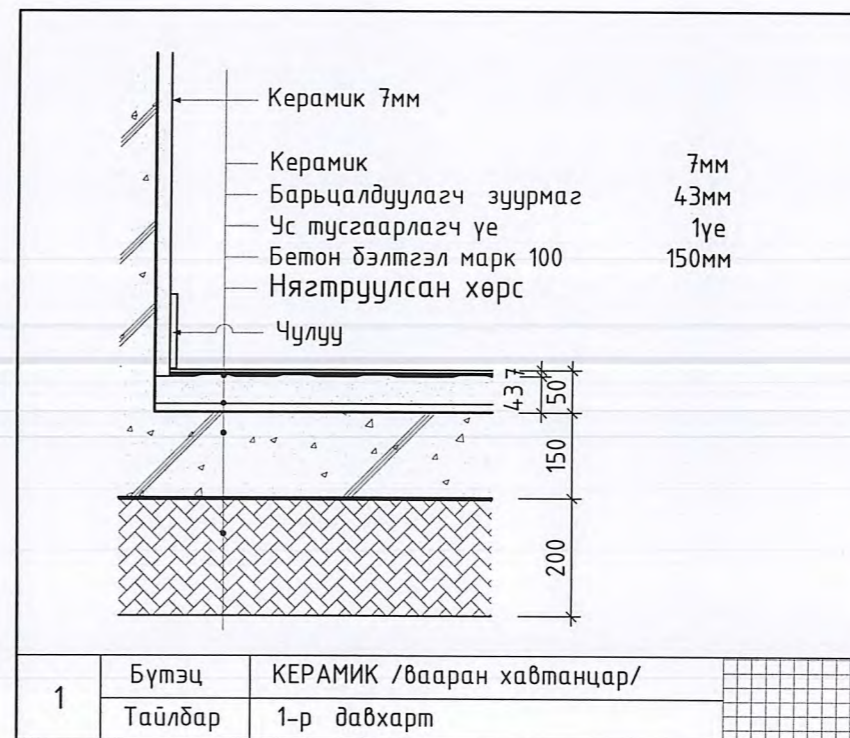 Керамик 7мм
Керамик 7мм
Барьцалдуулагч зуурмаг 43мм
Ус тусгаарлагч үе 1үе
Бетон бэлтгэл марк 100 150мм
Нягтруулсан хөрс
Чулуу
7
43
50
150
200
1
Бүтэц КЕРАМИК /вааран хавтанцар/
Тайлбар 1-р давхарт